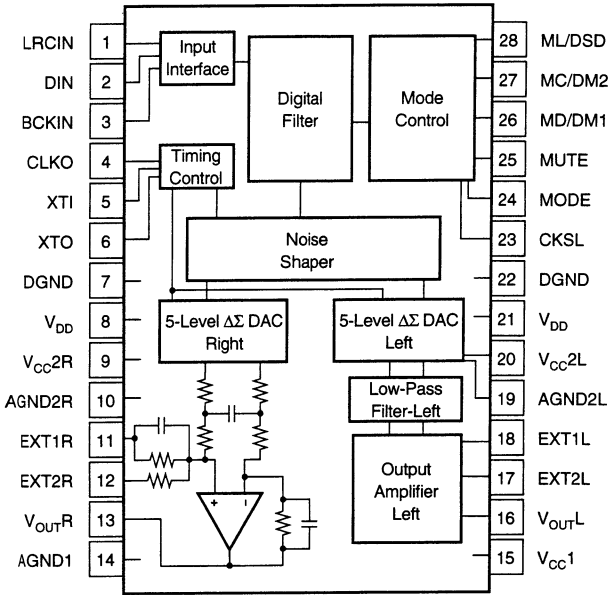 LRCIN 1
DIN 2
BCKIN 3
CLKO 4
XTI 5
XTO 6
DGND 7
VDD 8
VCC2R 9
AGND2R 10
EXT1R 11
EXT2R 12
VOUTR 13
AGND1 14
Input
Interface
Timing
Control
Digital
Filter
Mode
Control
Noise
Shaper
5-Level ΔΣ DAC
Right
5-Level ΔΣ DAC
Left
Low-Pass
Filter-Left
Output
Amplifier
Left
+ –
28 ML/DSD
27 MC/DM2
26 MD/DM1
25 MUTE
24 MODE
23 CKSL
22 DGND
21 VDD
20 VCC2L
19 AGND2L
18 EXT1L
17 EXT2L
16 VOUTL
15 VCC1